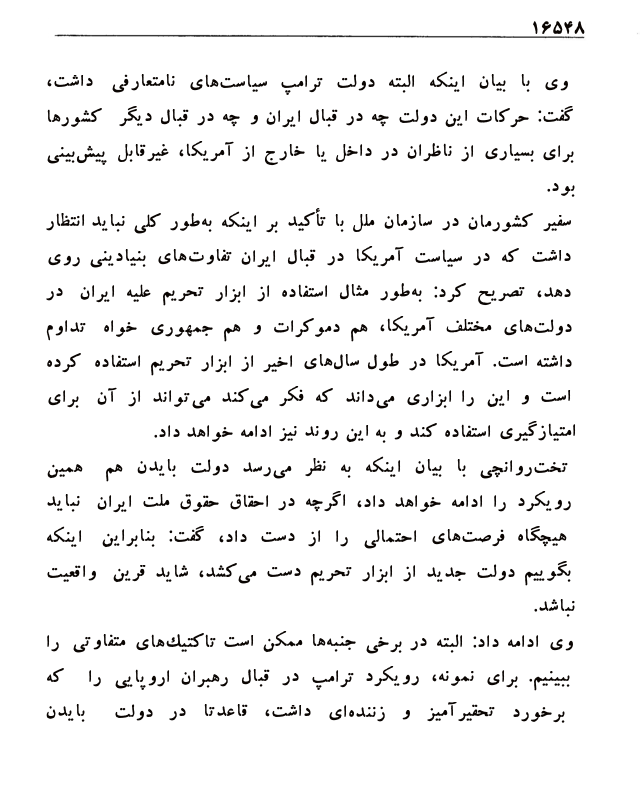 ۱۶۵۴۸
وی با بیان اینکه البته دولت ترامپ سیاست‌های نامتعارفی داشت،
گفت: حرکات این دولت چه در قبال ایران و چه در قبال دیگر کشورها
برای بسیاری از ناظران در داخل یا خارج از آمریکا، غیرقابل پیش‌بینی
بود.
سفیر کشورمان در سازمان ملل با تأکید بر اینکه به‌طور کلی نباید انتظار
داشت که در سیاست آمریکا در قبال ایران تفاوت‌های بنیادینی روی
دهد، تصریح کرد: به‌طور مثال استفاده از ابزار تحریم علیه ایران در
دولت‌های مختلف آمریکا، هم دموکرات و هم جمهوری خواه تداوم
داشته است. آمریکا در طول سال‌های اخیر از ابزار تحریم استفاده کرده
است و این را ابزاری می‌داند که فکر می‌کند می‌تواند از آن برای
امتیازگیری استفاده کند و به این روند نیز ادامه خواهد داد.
تخت‌روانچی با بیان اینکه به نظر می‌رسد دولت بایدن هم همین
رویکرد را ادامه خواهد داد، اگرچه در احقاق حقوق ملت ایران نباید
هیچگاه فرصت‌های احتمالی را از دست داد، گفت: بنابراین اینکه
بگوییم دولت جدید از ابزار تحریم دست می‌کشد، شاید قرین واقعیت
نباشد.
وی ادامه داد: البته در برخی جنبه‌ها ممکن است تاکتیك‌های متفاوتی را
ببینیم. برای نمونه، رویکرد ترامپ در قبال رهبران اروپایی را که
برخورد تحقیرآمیز و زننده‌ای داشت، قاعدتا در دولت بایدن